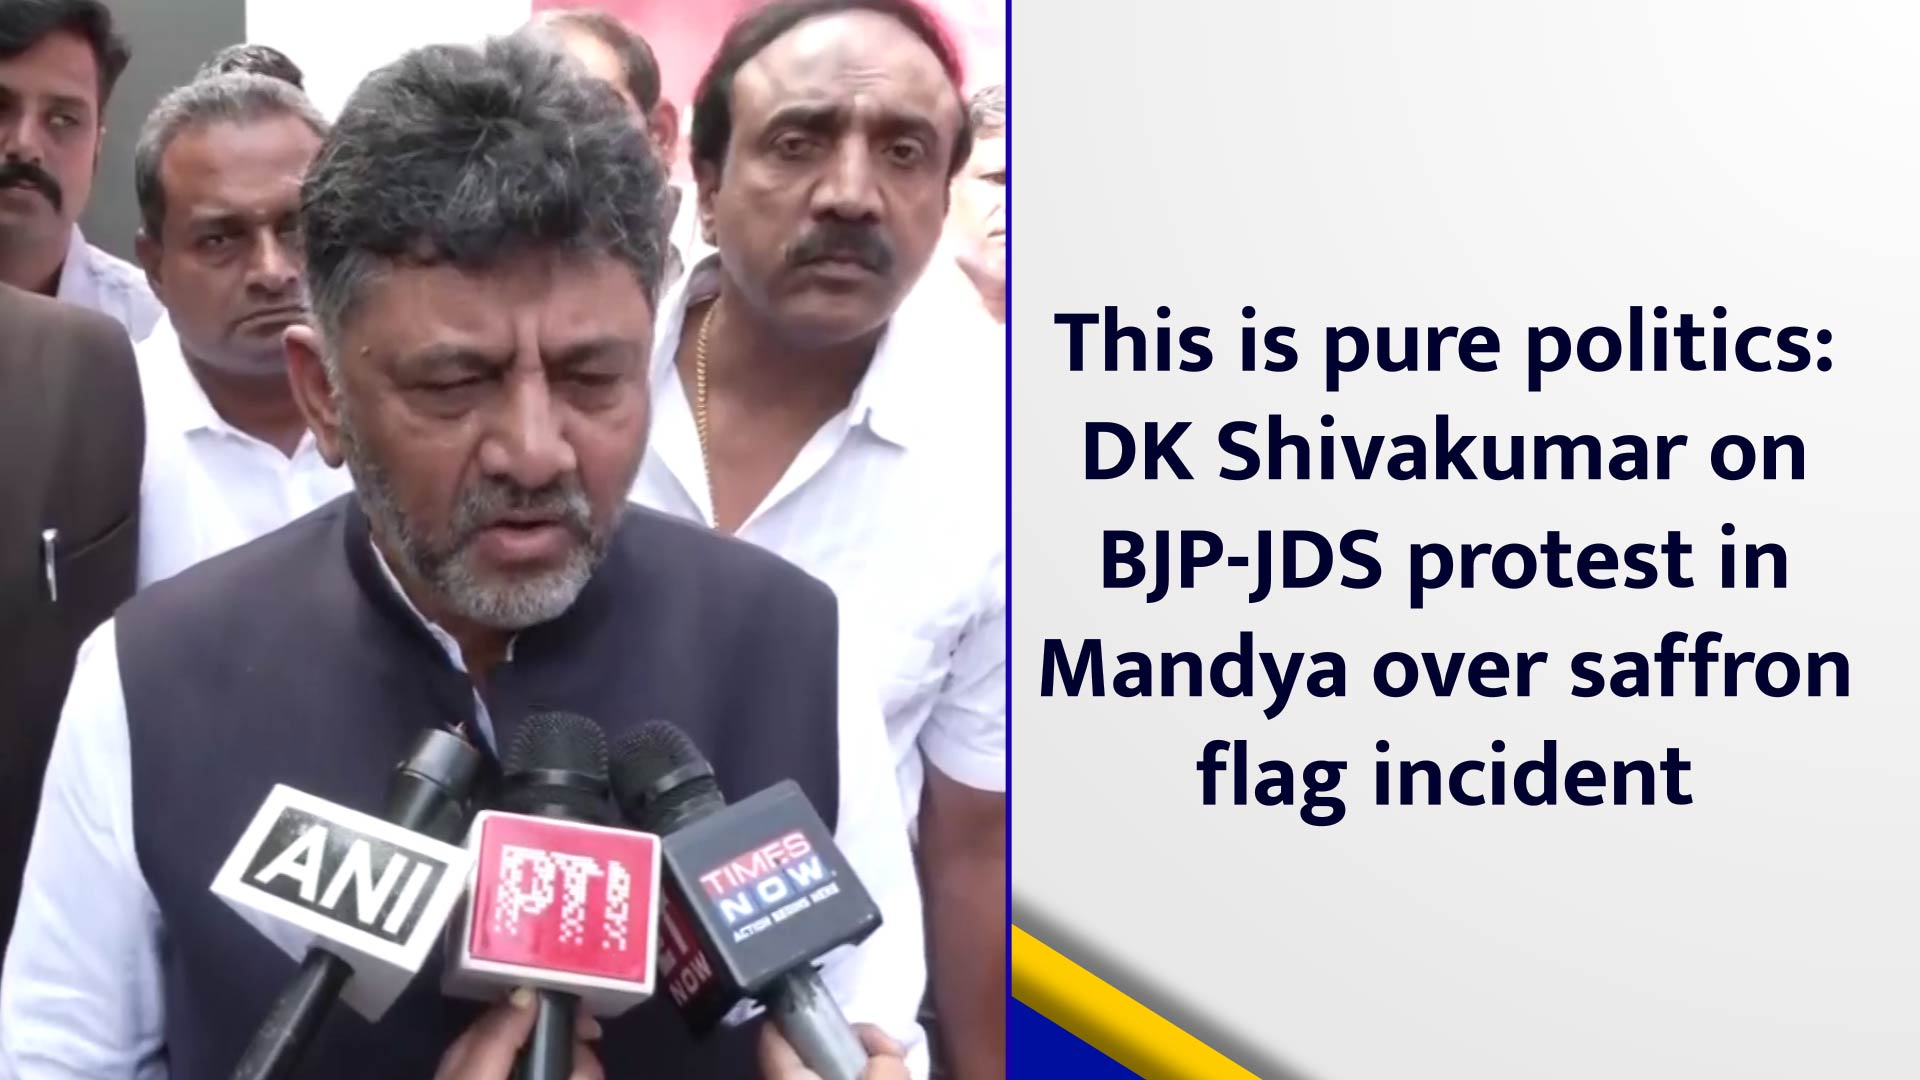 This is pure politics:
DK Shivakumar on
BJP-JDS protest in
Mandya over saffron
flag incident
ANI
PTI
TIMES
NOW
ACTION BEGINS HERE
ET
NOW